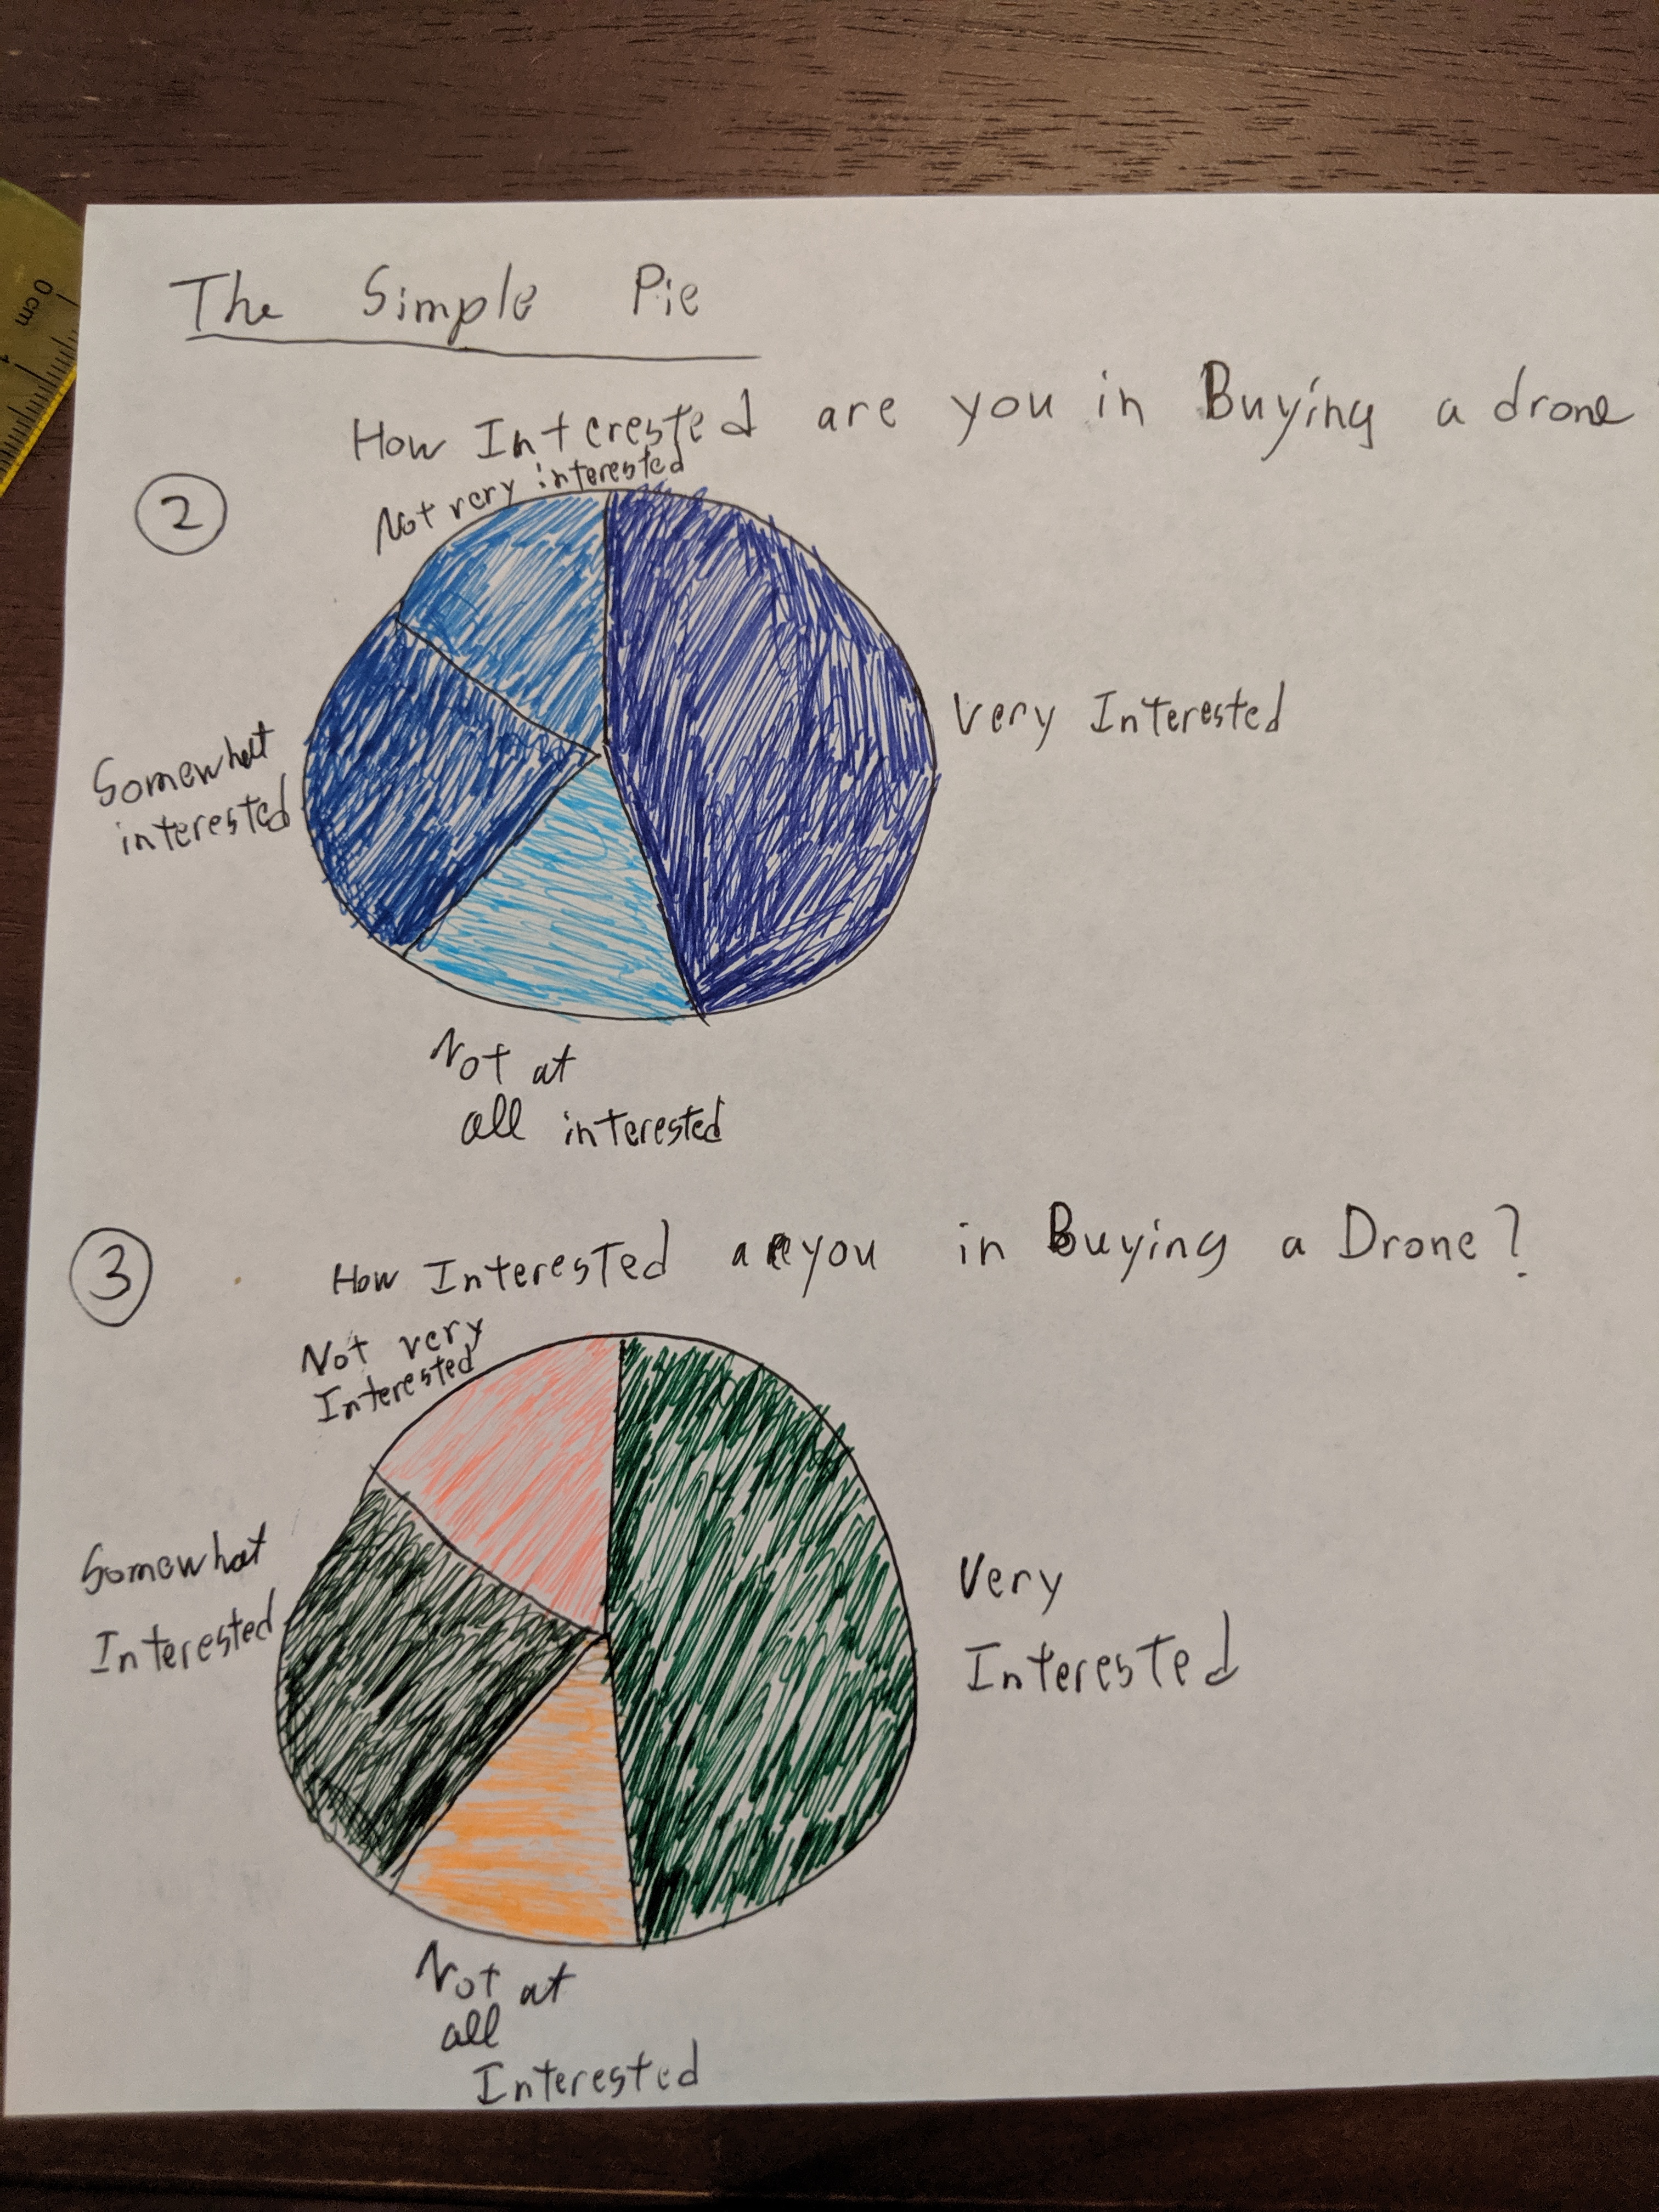 0 cm
1
The Simple Pie
How Interested are you in Buying a drone
2
Not very interested
Very Interested
Somewhat
interested
Not at
all interested
3
How Interested are you in Buying a Drone?
Not very
Interested
Somewhat
Interested
Very
Interested
Not at
all
Interested